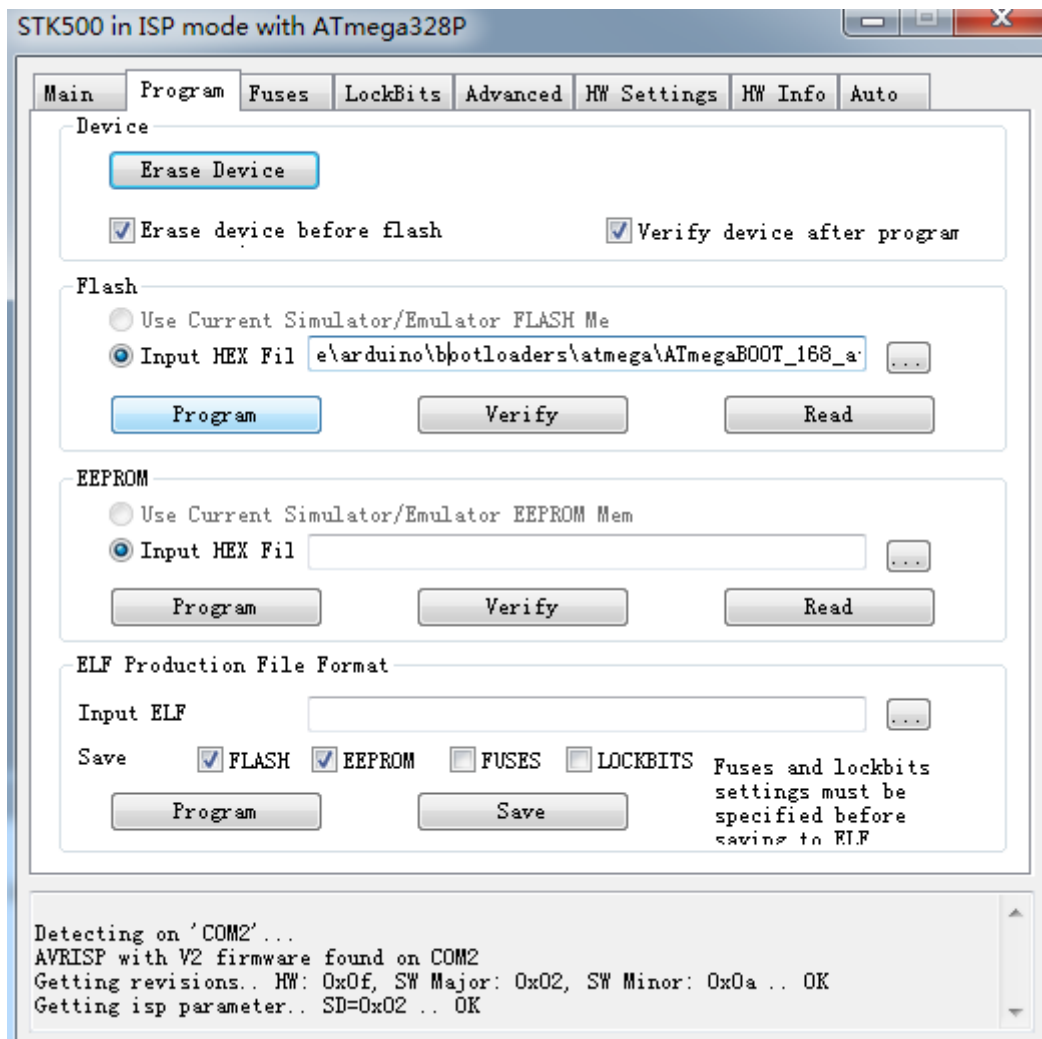 STK500 in ISP mode with ATmega328P
Main Program Fuses LockBits Advanced HW Settings HW Info Auto
Device
Erase Device
Erase device before flash Verify device after program
Flash
Use Current Simulator/Emulator FLASH Me
Input HEX Fil e\arduino\bootloaders\atmega\ATmegaBOOT_168_a ...
Program Verify Read
EEPROM
Use Current Simulator/Emulator EEPROM Mem
Input HEX Fil ...
Program Verify Read
ELF Production File Format
Input ELF ...
Save FLASH EEPROM FUSES LOCKBITS Fuses and lockbits
settings must be
Program Save specified before
saving to ELF
Detecting on 'COM2'...
AVRISP with V2 firmware found on COM2
Getting revisions.. HW: 0x0f, SW Major: 0x02, SW Minor: 0x0a .. OK
Getting isp parameter.. SD=0x02 .. OK